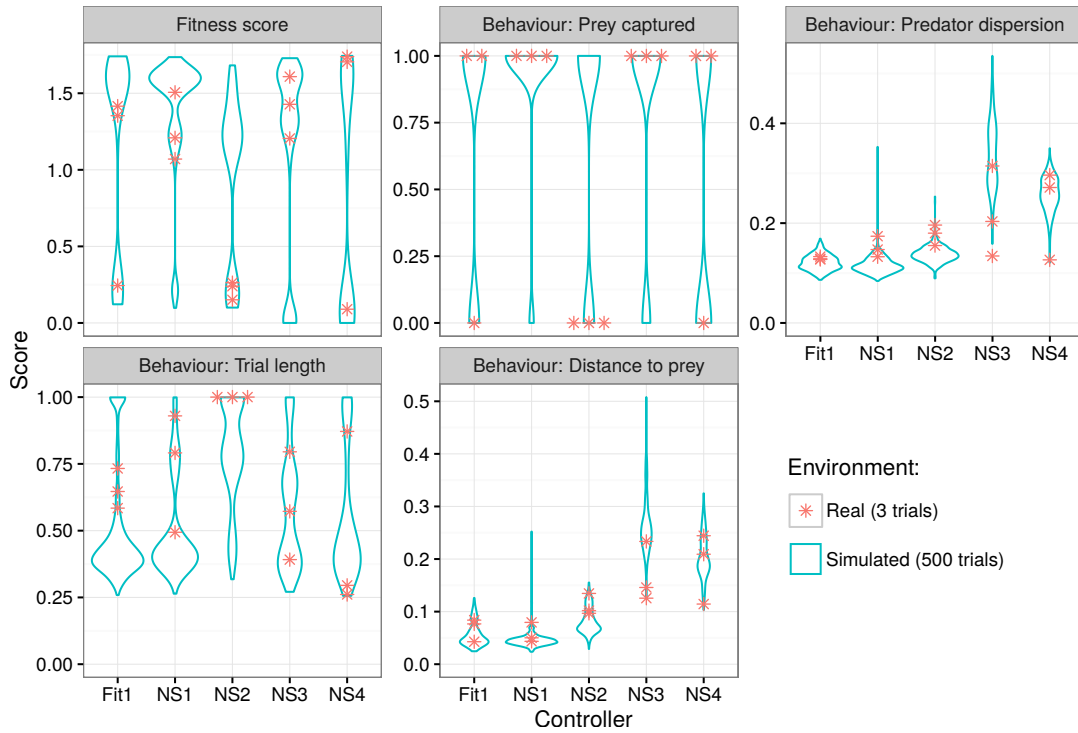 Fitness score
Behaviour: Prey captured
Behaviour: Predator dispersion
0.0
0.5
1.0
1.5
0.00
0.25
0.50
0.75
1.00
0.0
0.2
0.4
Fit1 NS1 NS2 NS3 NS4
Score
Behaviour: Trial length
Behaviour: Distance to prey
0.00
0.25
0.50
0.75
1.00
0.0
0.1
0.2
0.3
0.4
0.5
Fit1 NS1 NS2 NS3 NS4
Fit1 NS1 NS2 NS3 NS4
Controller
Environment:
Real (3 trials)
Simulated (500 trials)